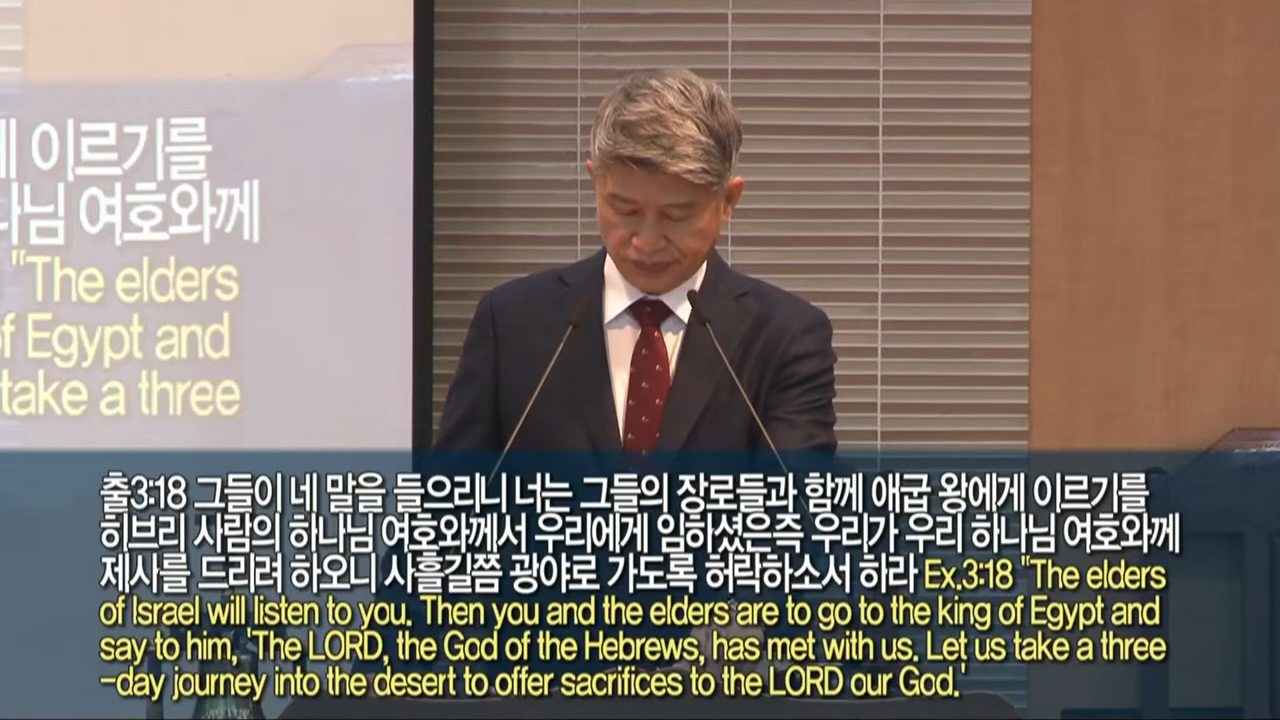 게 이르기를
나님 여호와께
"The elders
of Egypt and
take a three
출3:18 그들이 네 말을 들으리니 너는 그들의 장로들과 함께 애굽 왕에게 이르기를
히브리 사람의 하나님 여호와께서 우리에게 임하셨은즉 우리가 우리 하나님 여호와께
제사를 드리려 하오니 사흘길쯤 광야로 가도록 허락하소서 하라 Ex.3:18 "The elders
of Israel will listen to you. Then you and the elders are to go to the king of Egypt and
say to him, 'The LORD, the God of the Hebrews, has met with us. Let us take a three
-day journey into the desert to offer sacrifices to the LORD our God.'